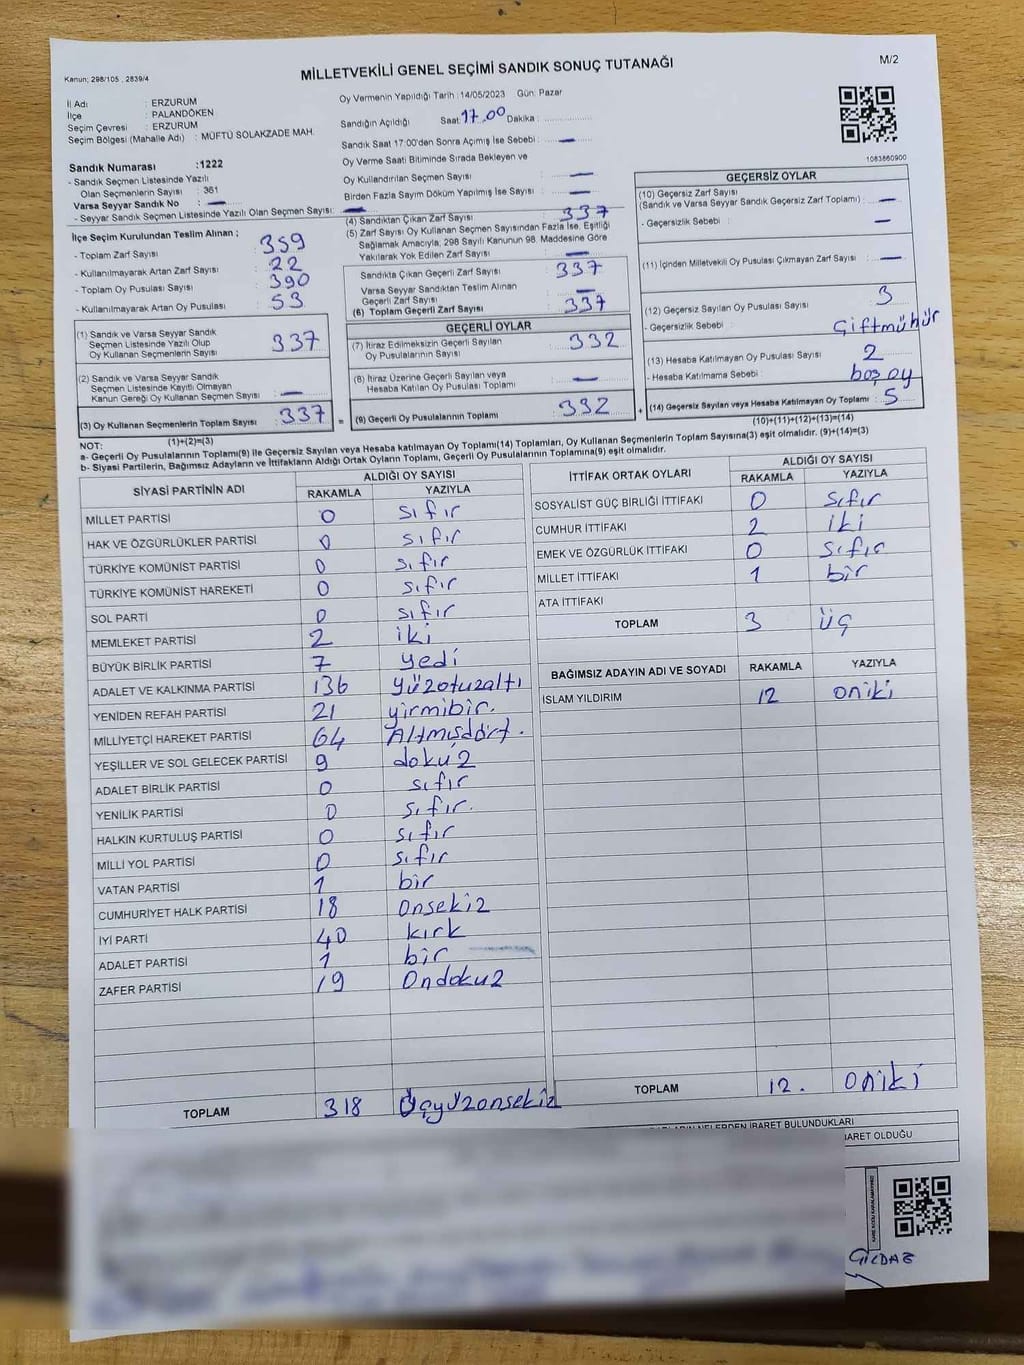 Kanun; 298/105 , 2839/4
MİLLETVEKİLİ GENEL SEÇİMİ SANDIK SONUÇ TUTANAĞI
M/2
İl Adı : ERZURUM
İlçe : PALANDÖKEN
Seçim Çevresi : ERZURUM
Seçim Bölgesi (Mahalle Adı) : MÜFTÜ SOLAKZADE MAH.
Sandık Numarası :1222
- Sandık Seçmen Listesinde Yazılı
Olan Seçmenlerin Sayısı : 361
Varsa Seyyar Sandık No : —
- Seyyar Sandık Seçmen Listesinde Yazılı Olan Seçmen Sayısı: —
Oy Vermenin Yapıldığı Tarih :14/05/2023 Gün: Pazar
Sandığın Açıldığı Saat:17.00 Dakika :
Sandık Saat 17:00'den Sonra Açımış İse Sebebi : —
Oy Verme Saati Bitiminde Sırada Bekleyen ve
Oy Kullandırılan Seçmen Sayısı : —
Birden Fazla Sayım Döküm Yapılmış İse Sayısı : —
1083860900
İlçe Seçim Kurulundan Teslim Alınan ;
- Toplam Zarf Sayısı : 359
- Kullanılmayarak Artan Zarf Sayısı : 22
- Toplam Oy Pusulası Sayısı : 390
- Kullanılmayarak Artan Oy Pusulası : 53
(1) Sandık ve Varsa Seyyar Sandık
Seçmen Listesinde Yazılı Olup
Oy Kullanan Seçmenlerin Sayısı : 337
(2) Sandık ve Varsa Seyyar Sandık
Seçmen Listesinde Kayıtlı Olmayan
Kanun Gereği Oy Kullanan Seçmen Sayısı : —
(3) Oy Kullanan Seçmenlerin Toplam Sayısı : 337
(1)+(2)=(3)
(4) Sandıktan Çıkan Zarf Sayısı : 337
(5) Zarf Sayısı Oy Kullanan Seçmen Sayısından Fazla İse, Eşitliği
Sağlamak Amacıyla, 298 Sayılı Kanunun 98. Maddesine Göre
Yakılarak Yok Edilen Zarf Sayısı : —
Sandıkta Çıkan Geçerli Zarf Sayısı : 337
Varsa Seyyar Sandıktan Teslim Alınan
Geçerli Zarf Sayısı : —
(6) Toplam Geçerli Zarf Sayısı : 337
GEÇERLİ OYLAR
(7) İtiraz Edilmeksizin Geçerli Sayılan
Oy Pusulalarının Sayısı : 332
(8) İtiraz Üzerine Geçerli Sayılan veya
Hesaba Katılan Oy Pusulası Toplamı : —
= (9) Geçerli Oy Pusulalarının Toplamı : 332
GEÇERSİZ OYLAR
(10) Geçersiz Zarf Sayısı
(Sandık ve Varsa Seyyar Sandık Geçersiz Zarf Toplamı) : —
- Geçersizlik Sebebi : —
(11) İçinden Milletvekili Oy Pusulası Çıkmayan Zarf Sayısı : —
(12) Geçersiz Sayılan Oy Pusulası Sayısı : 3
- Geçersizlik Sebebi : Çiftmühür
(13) Hesaba Katılmayan Oy Pusulası Sayısı : 2
- Hesaba Katılmama Sebebi : boş oy
+ (14) Geçersiz Sayılan veya Hesaba Katılmayan Oy Toplamı : 5
(10)+(11)+(12)+(13)=(14)
NOT:
a- Geçerli Oy Pusulalarının Toplamı(9) ile Geçersiz Sayılan veya Hesaba katılmayan Oy Toplamı(14) Toplamları, Oy Kullanan Seçmenlerin Toplam Sayısına(3) eşit olmalıdır. (9)+(14)=(3)
b- Siyasi Partilerin, Bağımsız Adayların ve İttifakların Aldığı Ortak Oyların Toplamı, Geçerli Oy Pusulalarının Toplamına(9) eşit olmalıdır.
SİYASİ PARTİNİN ADI ALDIĞI OY SAYISI
RAKAMLA YAZIYLA
MİLLET PARTİSİ 0 sıfır
HAK VE ÖZGÜRLÜKLER PARTİSİ 0 sıfır
TÜRKİYE KOMÜNİST PARTİSİ 0 sıfır
TÜRKİYE KOMÜNİST HAREKETİ 0 sıfır
SOL PARTİ 0 sıfır
MEMLEKET PARTİSİ 2 iki
BÜYÜK BİRLİK PARTİSİ 7 yedi
ADALET VE KALKINMA PARTİSİ 136 yüzotuzaltı
YENİDEN REFAH PARTİSİ 21 yirmibir.
MİLLİYETÇİ HAREKET PARTİSİ 64 Altmışdört.
YEŞİLLER VE SOL GELECEK PARTİSİ 9 dokuz
ADALET BİRLİK PARTİSİ 0 sıfır
YENİLİK PARTİSİ 0 sıfır.
HALKIN KURTULUŞ PARTİSİ 0 sıfır
MİLLİ YOL PARTİSİ 0 sıfır
VATAN PARTİSİ 1 bir
CUMHURİYET HALK PARTİSİ 18 onsekiz
İYİ PARTİ 40 kırk
ADALET PARTİSİ 1 bir
ZAFER PARTİSİ 19 Ondokuz
TOPLAM 318 üçyüzonsekiz
İTTİFAK ORTAK OYLARI ALDIĞI OY SAYISI
RAKAMLA YAZIYLA
SOSYALİST GÜÇ BİRLİĞİ İTTİFAKI 0 sıfır
CUMHUR İTTİFAKI 2 iki
EMEK VE ÖZGÜRLÜK İTTİFAKI 0 sıfır
MİLLET İTTİFAKI 1 bir
ATA İTTİFAKI
TOPLAM 3 üç
BAĞIMSIZ ADAYIN ADI VE SOYADI RAKAMLA YAZIYLA
İSLAM YILDIRIM 12 oniki
TOPLAM 12. oniki
NELERDEN İBARET BULUNDUKLARI
İBARET OLDUĞU